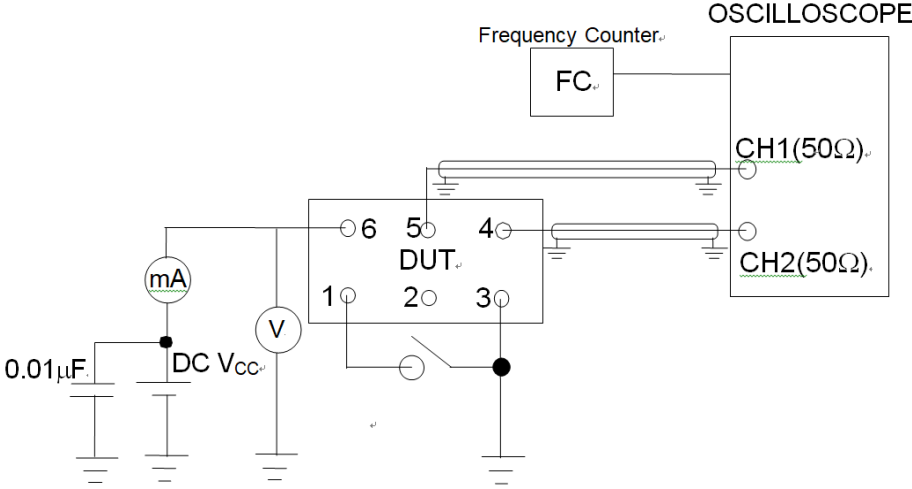 OSCILLOSCOPE
Frequency Counter
FC
CH1(50Ω)
CH2(50Ω)
6 5 4
DUT
1 2 3
mA
V
0.01μF
DC VCC